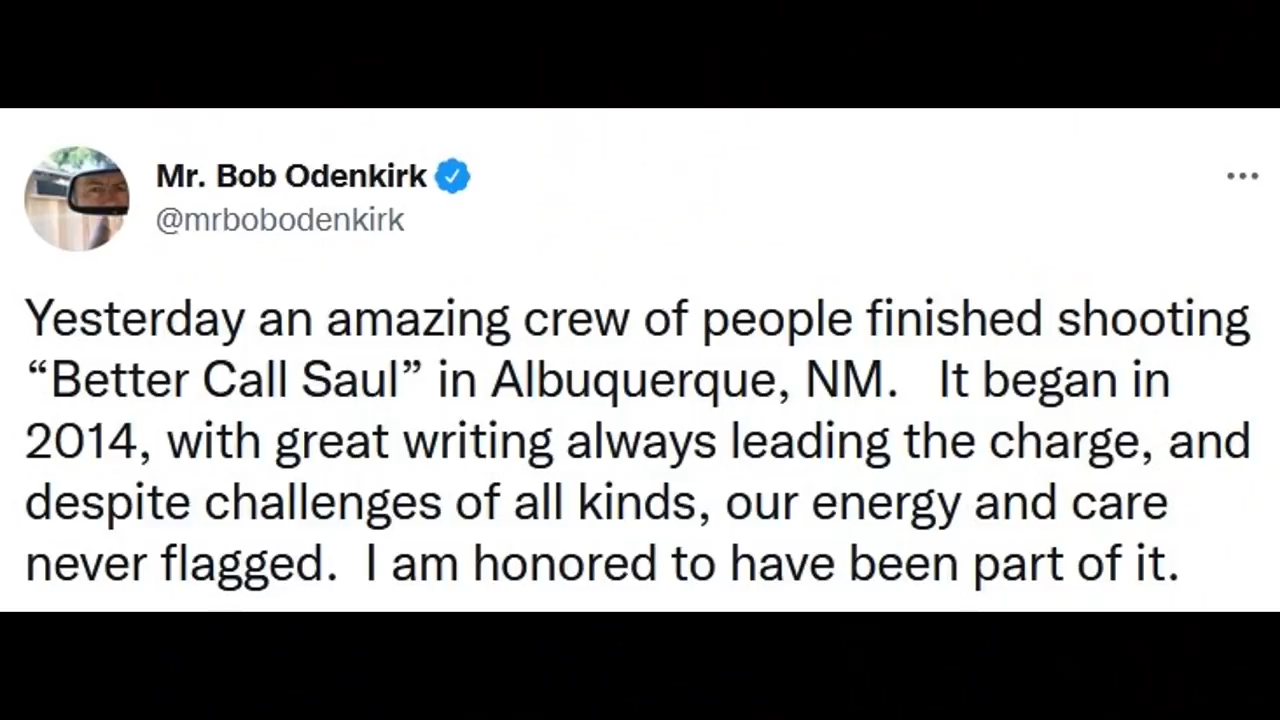 Mr. Bob Odenkirk
@mrbobodenkirk
Yesterday an amazing crew of people finished shooting
“Better Call Saul” in Albuquerque, NM.   It began in
2014, with great writing always leading the charge, and
despite challenges of all kinds, our energy and care
never flagged.  I am honored to have been part of it.